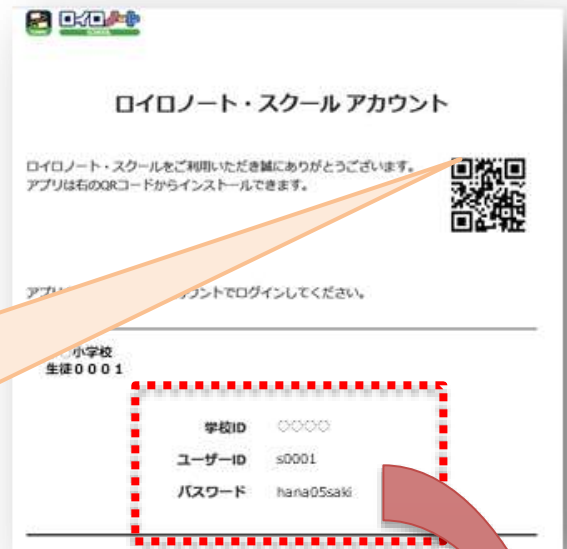 ロイロノート
SCHOOL
ロイロノート・スクール アカウント
ロイロノート・スクールをご利用いただき誠にありがとうございます。
アプリは右のQRコードからインストールできます。
ウントでログインしてください。
小学校
生徒0001
学校ID ○○○○
ユーザーID s0001
パスワード hana05saki